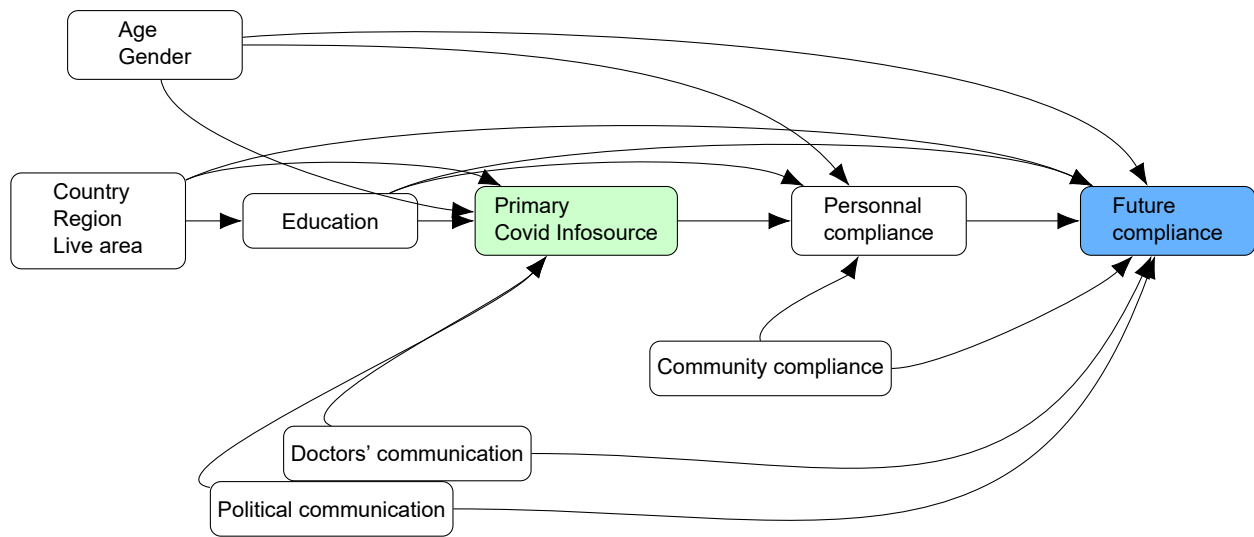 Age
Gender
Country
Region
Live area
Education
Primary
Covid Infosource
Personnal
compliance
Future
compliance
Community compliance
Doctors’ communication
Political communication